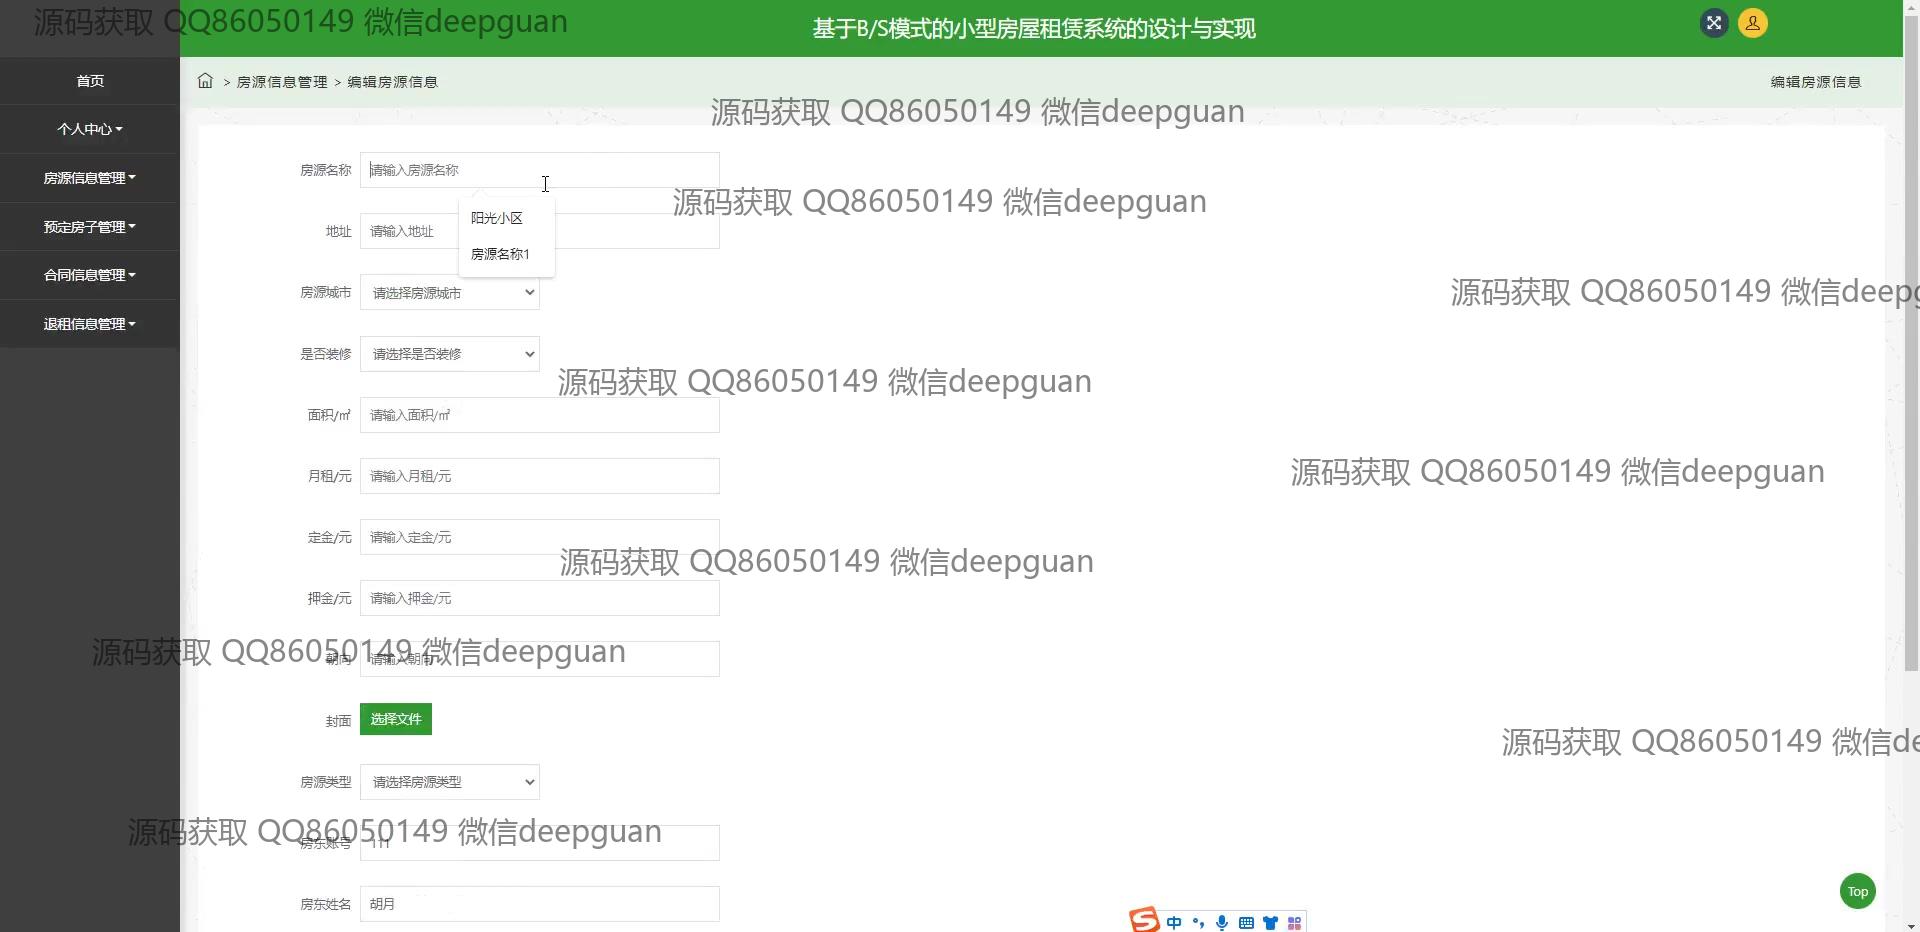 源码获取 QQ86050149 微信deepguan
基于B/S模式的小型房屋租赁系统的设计与实现
首页
个人中心
房源信息管理
预定房子管理
合同信息管理
退租信息管理
> 房源信息管理 > 编辑房源信息
编辑房源信息
源码获取 QQ86050149 微信deepguan
房源名称 请输入房源名称
源码获取 QQ86050149 微信deepguan
阳光小区
房源名称1
地址 请输入地址
房源城市 请选择房源城市
源码获取 QQ86050149 微信deepg
是否装修 请选择是否装修
源码获取 QQ86050149 微信deepguan
面积/㎡ 请输入面积/㎡
月租/元 请输入月租/元
源码获取 QQ86050149 微信deepguan
定金/元 请输入定金/元
源码获取 QQ86050149 微信deepguan
押金/元 请输入押金/元
源码获取 QQ86050149 微信deepguan
朝向 请输入朝向
封面 选择文件
源码获取 QQ86050149 微信de
房源类型 请选择房源类型
源码获取 QQ86050149 微信deepguan
房东账号 111
房东姓名 胡月
Top
S 中